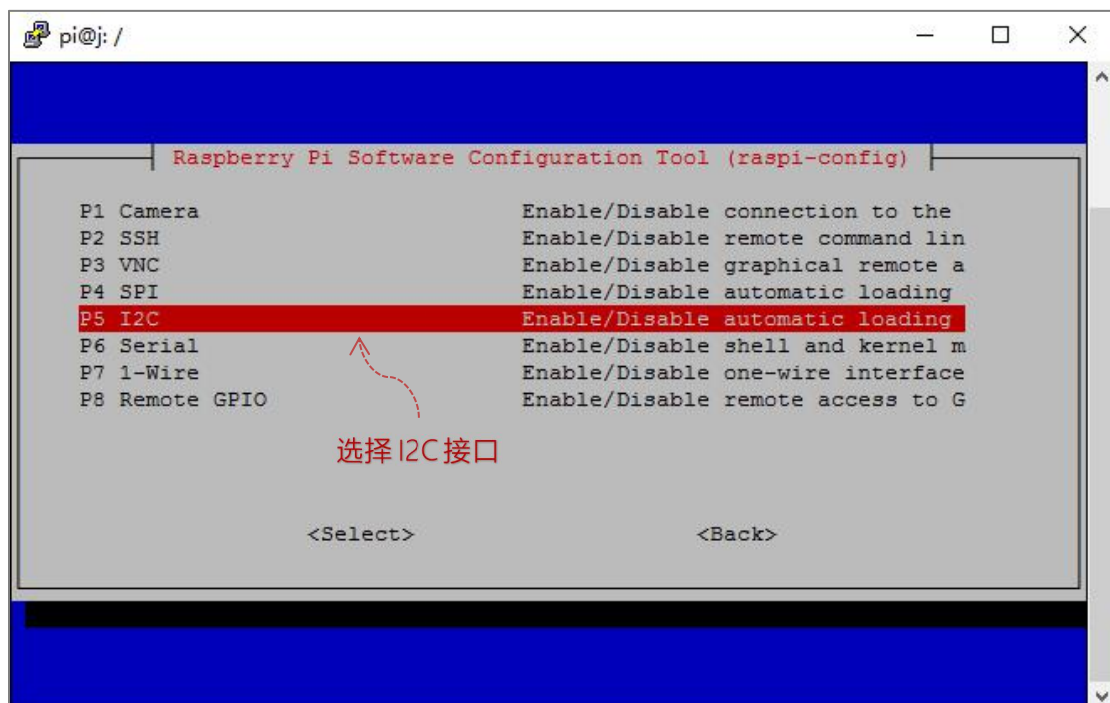 pi@j: /
Raspberry Pi Software Configuration Tool (raspi-config)
P1 Camera Enable/Disable connection to the
P2 SSH Enable/Disable remote command lin
P3 VNC Enable/Disable graphical remote a
P4 SPI Enable/Disable automatic loading
P5 I2C Enable/Disable automatic loading
P6 Serial Enable/Disable shell and kernel m
P7 1-Wire Enable/Disable one-wire interface
P8 Remote GPIO Enable/Disable remote access to G
选择 I2C 接口
<Select> <Back>